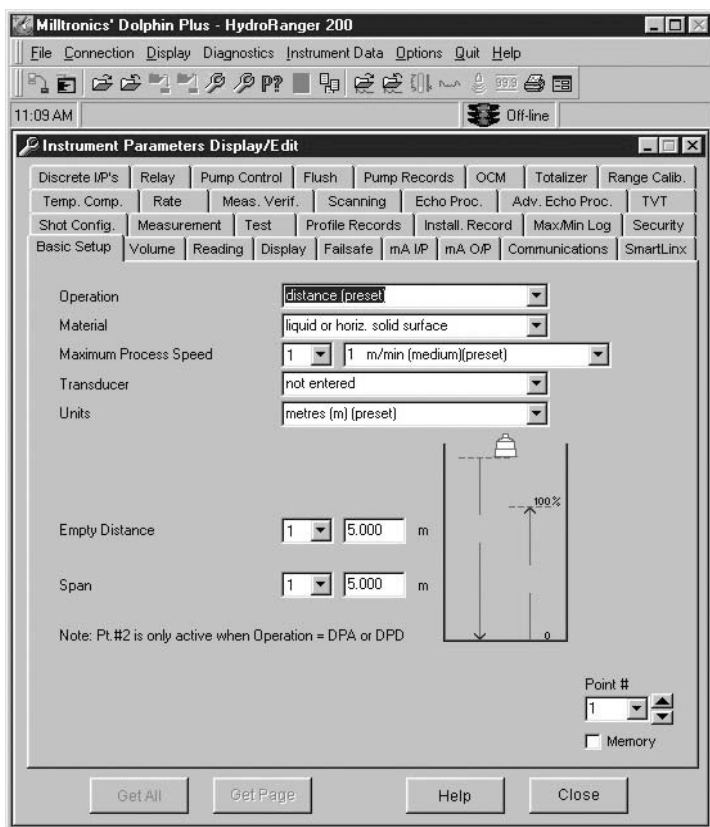 Milltronics' Dolphin Plus - HydroRanger 200
File Connection Display Diagnostics Instrument Data Options Quit Help
P? 99.9
11:09 AM Off-line
Instrument Parameters Display/Edit
Discrete I/P's Relay Pump Control Flush Pump Records OCM Totalizer Range Calib.
Temp. Comp. Rate Meas. Verif. Scanning Echo Proc. Adv. Echo Proc. TVT
Shot Config. Measurement Test Profile Records Install. Record Max/Min Log Security
Basic Setup Volume Reading Display Failsafe mA I/P mA O/P Communications SmartLinx
Operation distance (preset)
Material liquid or horiz. solid surface
Maximum Process Speed 1 1 m/min (medium)(preset)
Transducer not entered
Units metres (m) (preset)
100%
Empty Distance 1 5.000 m
Span 1 5.000 m
Note: Pt.#2 is only active when Operation = DPA or DPD 0
Point #
1
Memory
Get All Get Page Help Close